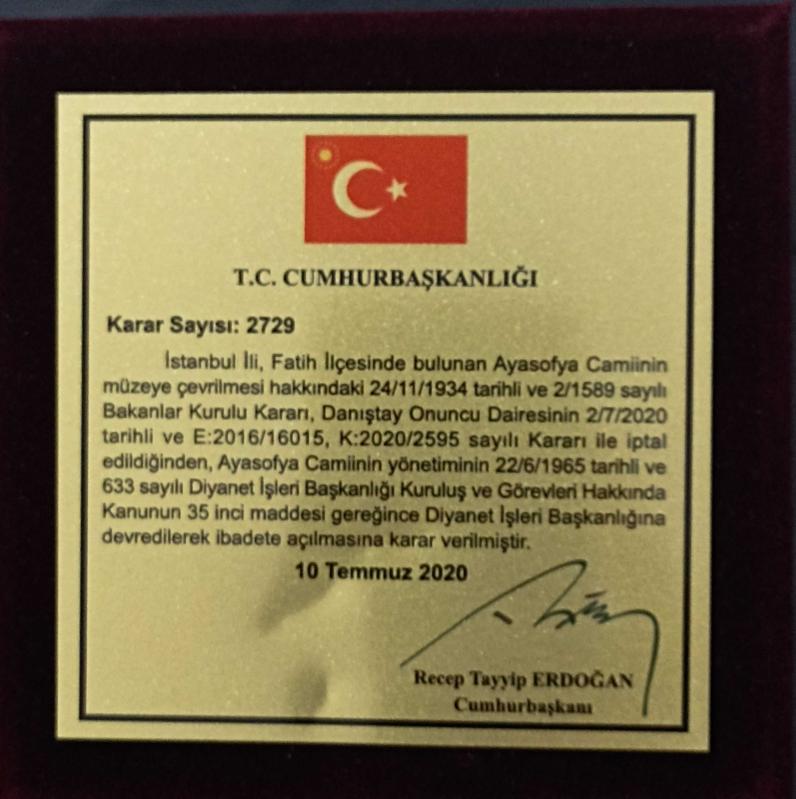 T.C. CUMHURBAŞKANLIĞI
Karar Sayısı: 2729
İstanbul İli, Fatih İlçesinde bulunan Ayasofya Camiinin
müzeye çevrilmesi hakkındaki 24/11/1934 tarihli ve 2/1589 sayılı
Bakanlar Kurulu Kararı, Danıştay Onuncu Dairesinin 2/7/2020
tarihli ve E:2016/16015, K:2020/2595 sayılı Kararı ile iptal
edildiğinden, Ayasofya Camiinin yönetiminin 22/6/1965 tarihli ve
633 sayılı Diyanet İşleri Başkanlığı Kuruluş ve Görevleri Hakkında
Kanunun 35 inci maddesi gereğince Diyanet İşleri Başkanlığına
devredilerek ibadete açılmasına karar verilmiştir.
10 Temmuz 2020
Recep Tayyip ERDOĞAN
Cumhurbaşkanı